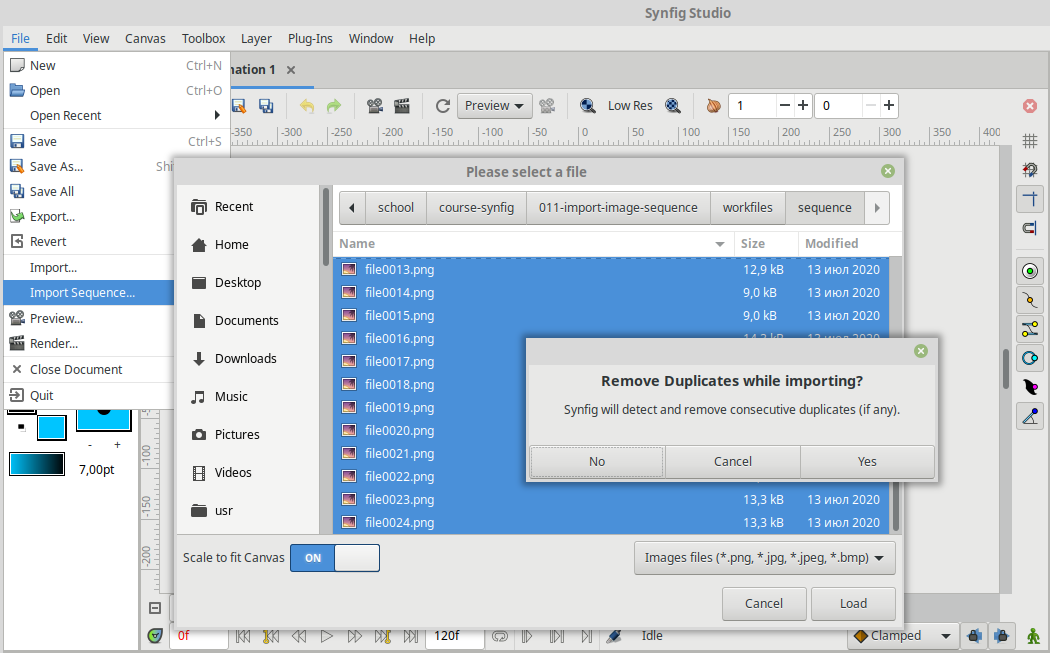 Synfig Studio
File Edit View Canvas Toolbox Layer Plug-Ins Window Help
New Ctrl+N
Open Ctrl+O
Open Recent
Save Ctrl+S
Save As...
Save All
Export...
Revert
Import...
Import Sequence...
Preview...
Render...
Close Document
Quit
mation 1
Preview Low Res 1 0
-350 -300 -250 -200 -150 -100 -50 0 50 100 150 200 250 300 350 400
Please select a file
Recent
Home
Desktop
Documents
Downloads
Music
Pictures
Videos
usr
school course-synfig 011-import-image-sequence workfiles sequence
Name Size Modified
file0013.png 12,9 kB 13 июл 2020
file0014.png 9,0 kB 13 июл 2020
file0015.png 9,0 kB 13 июл 2020
file0016.png 14,3 kB 13 июл 2020
file0017.png
file0018.png
file0019.png
file0020.png
file0021.png
file0022.png
file0023.png 13,3 kB 13 июл 2020
file0024.png 13,3 kB 13 июл 2020
Remove Duplicates while importing?
Synfig will detect and remove consecutive duplicates (if any).
No Cancel Yes
Scale to fit Canvas ON Images files (*.png, *.jpg, *.jpeg, *.bmp)
Cancel Load
- +
7,00pt
-100
-150
-200
0f 120f Idle Clamped